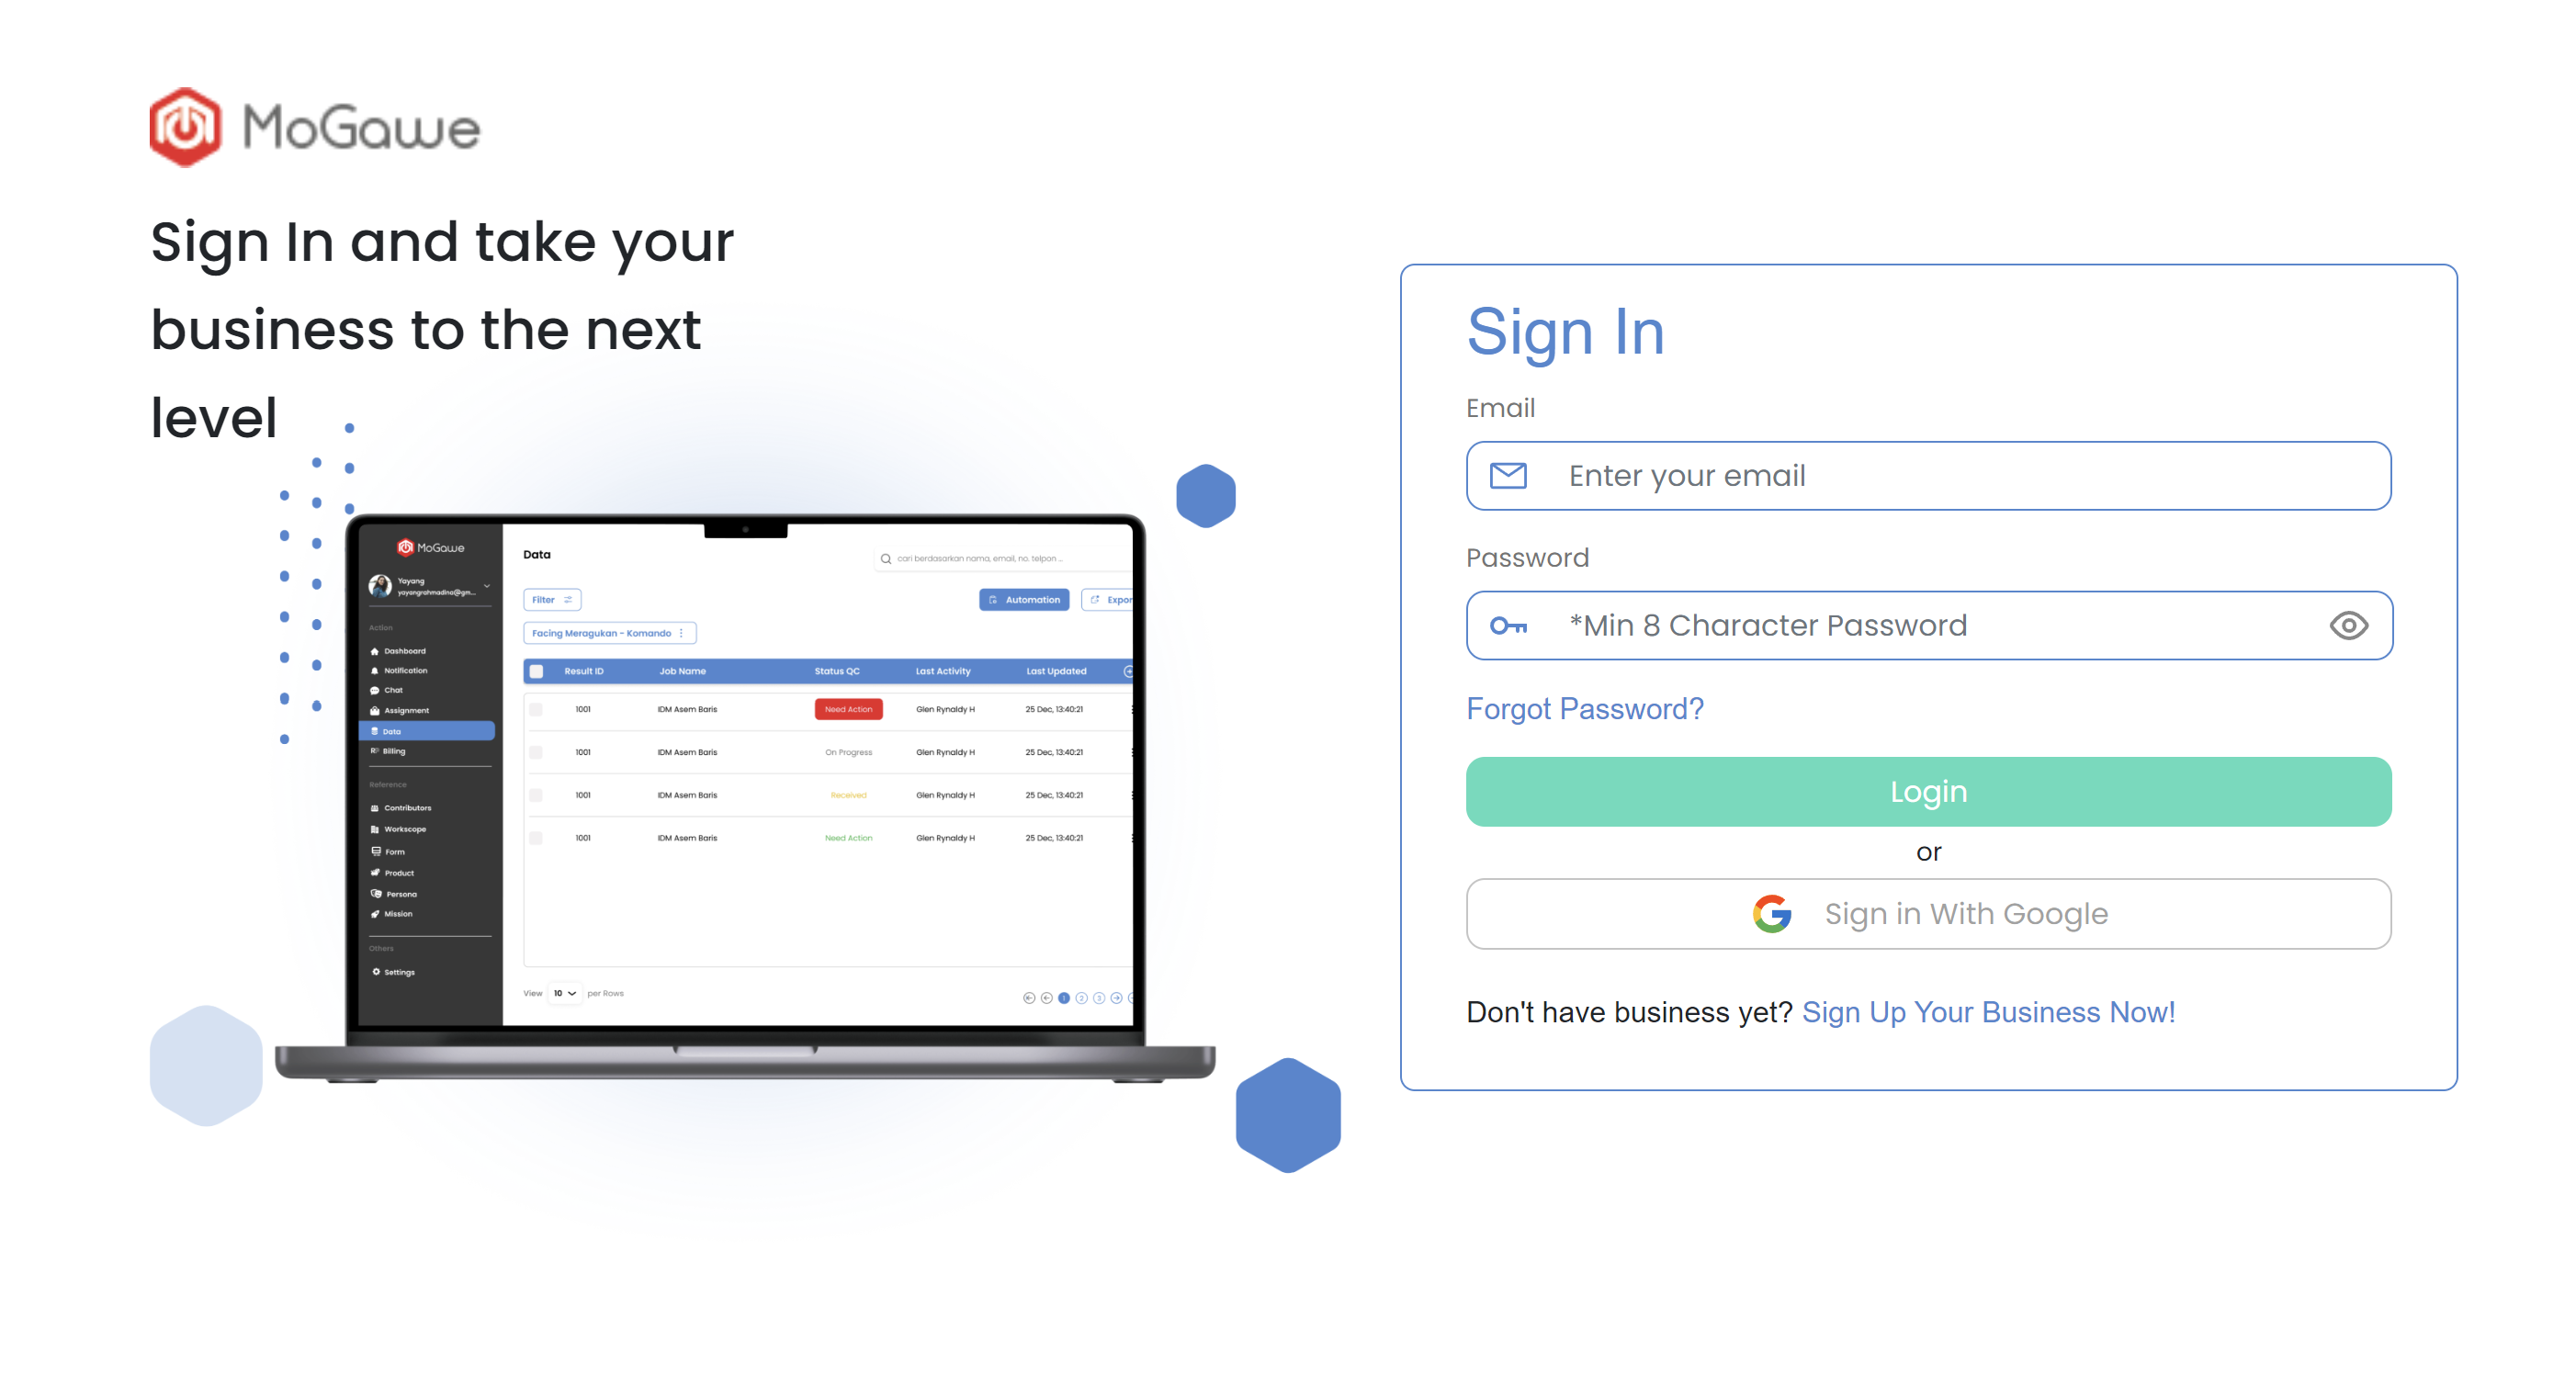 MoGawe
Sign In and take your
business to the next
level
MoGawe
Yayang
yayangrahmadina@gm...
Action
Dashboard
Notification
Chat
Assignment
Data
Billing
Reference
Contributors
Workscope
Form
Product
Persona
Mission
Others
Settings
Data
cari berdasarkan nama, email, no. telpon ...
Filter
Automation
Expor
Facing Meragukan - Komando
Result ID Job Name Status QC Last Activity Last Updated
1001 IDM Asem Baris Need Action Glen Rynaldy H 25 Dec, 13:40:21
1001 IDM Asem Baris On Progress Glen Rynaldy H 25 Dec, 13:40:21
1001 IDM Asem Baris Received Glen Rynaldy H 25 Dec, 13:40:21
1001 IDM Asem Baris Need Action Glen Rynaldy H 25 Dec, 13:40:21
View 10 per Rows
1 2 3
Sign In
Email
Enter your email
Password
*Min 8 Character Password
Forgot Password?
Login
or
Sign in With Google
Don't have business yet? Sign Up Your Business Now!